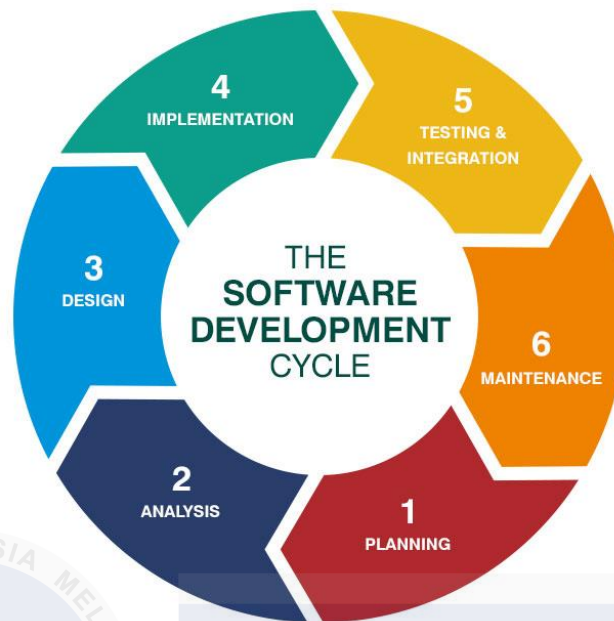 THE
SOFTWARE
DEVELOPMENT
CYCLE
1
PLANNING
2
ANALYSIS
3
DESIGN
4
IMPLEMENTATION
5
TESTING &
INTEGRATION
6
MAINTENANCE